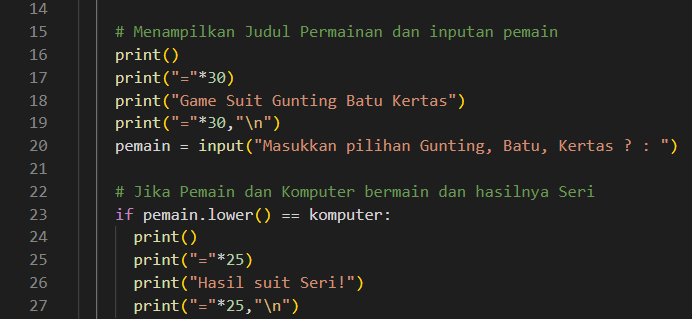 14
15 # Menampilkan Judul Permainan dan inputan pemain
16 print()
17 print("="*30)
18 print("Game Suit Gunting Batu Kertas")
19 print("="*30,"\n")
20 pemain = input("Masukkan pilihan Gunting, Batu, Kertas ? : ")
21
22 # Jika Pemain dan Komputer bermain dan hasilnya Seri
23 if pemain.lower() == komputer:
24 print()
25 print("="*25)
26 print("Hasil suit Seri!")
27 print("="*25,"\n")